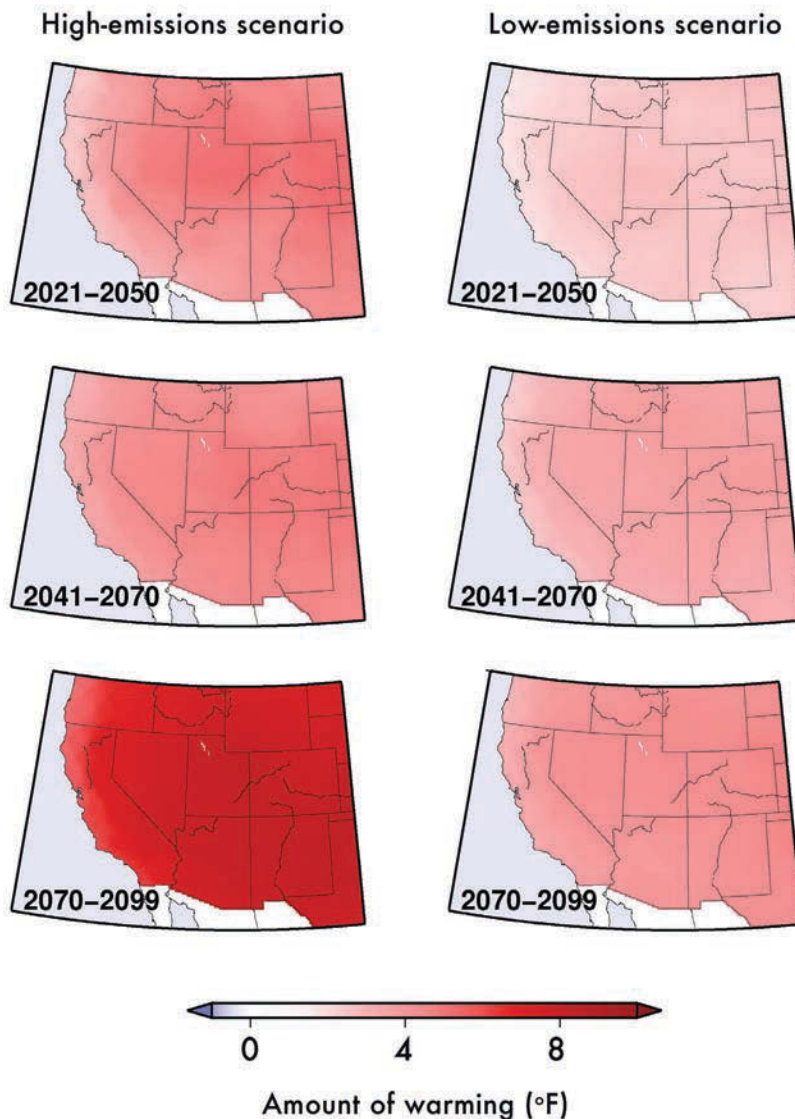 High-emissions scenario
Low-emissions scenario
2021–2050
2021–2050
2041–2070
2041–2070
2070–2099
2070–2099
0 4 8
Amount of warming (°F)